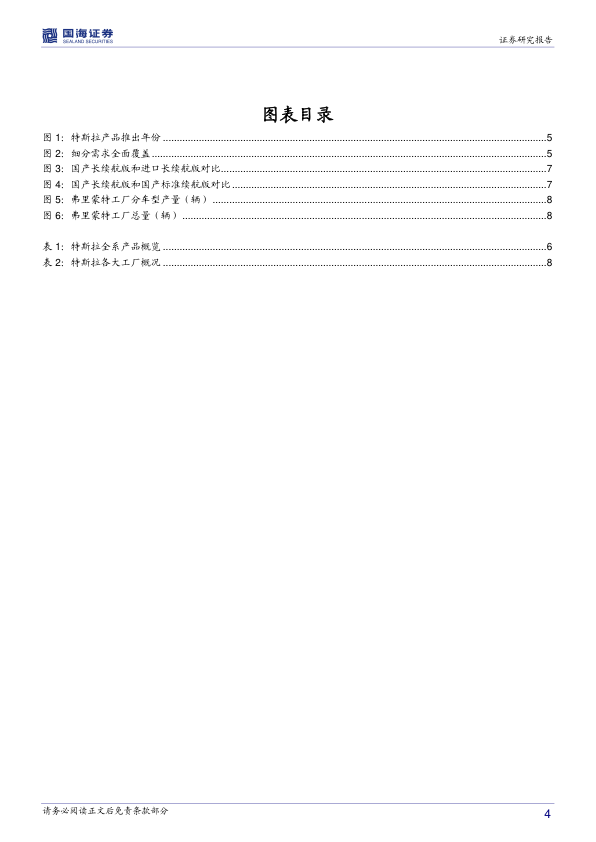 国海证券
SEALAND SECURITIES
证券研究报告
图表目录
图 1：特斯拉产品推出年份 ........ 5
图 2：细分需求全面覆盖 ........ 5
图 3：国产长续航版和进口长续航版对比 ........ 7
图 4：国产长续航版和国产标准续航版对比 ........ 7
图 5：弗里蒙特工厂分车型产量（辆） ........ 8
图 6：弗里蒙特工厂总量（辆） ........ 8
表 1：特斯拉全系产品概览 ........ 6
表 2：特斯拉各大工厂概况 ........ 8
请务必阅读正文后免责条款部分
4